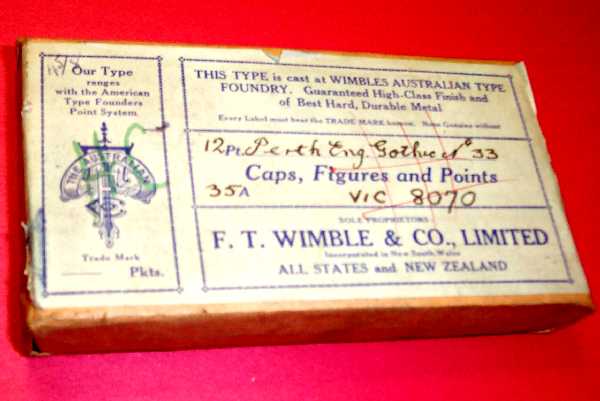 Our Type
ranges
with the American
Type Founders
Point System.
THE AUSTRALIAN
Trade Mark
Pkts.
THIS TYPE is cast at WIMBLES AUSTRALIAN TYPE
FOUNDRY. Guaranteed High-Class Finish and
of Best Hard, Durable Metal
Every Label must bear the TRADE MARK hereon. None Genuine without
12 Pt. Perth Eng. Gothic No 33
Caps, Figures and Points
35A VIC 8070
SOLE PROPRIETORS
F. T. WIMBLE & CO., LIMITED
Incorporated in New South Wales
ALL STATES and NEW ZEALAND